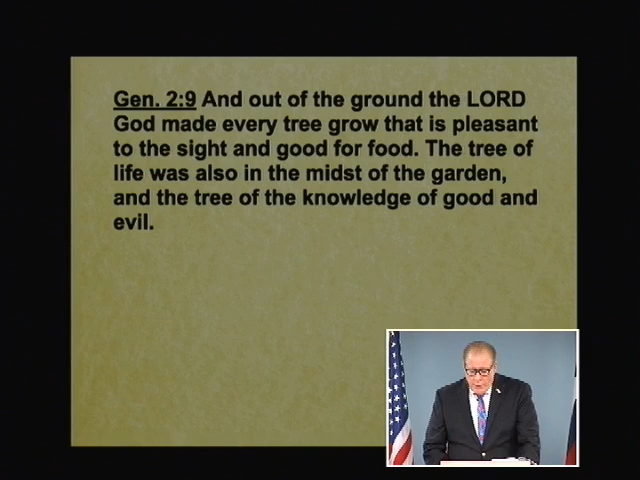 Gen. 2:9 And out of the ground the LORD
God made every tree grow that is pleasant
to the sight and good for food. The tree of
life was also in the midst of the garden,
and the tree of the knowledge of good and
evil.